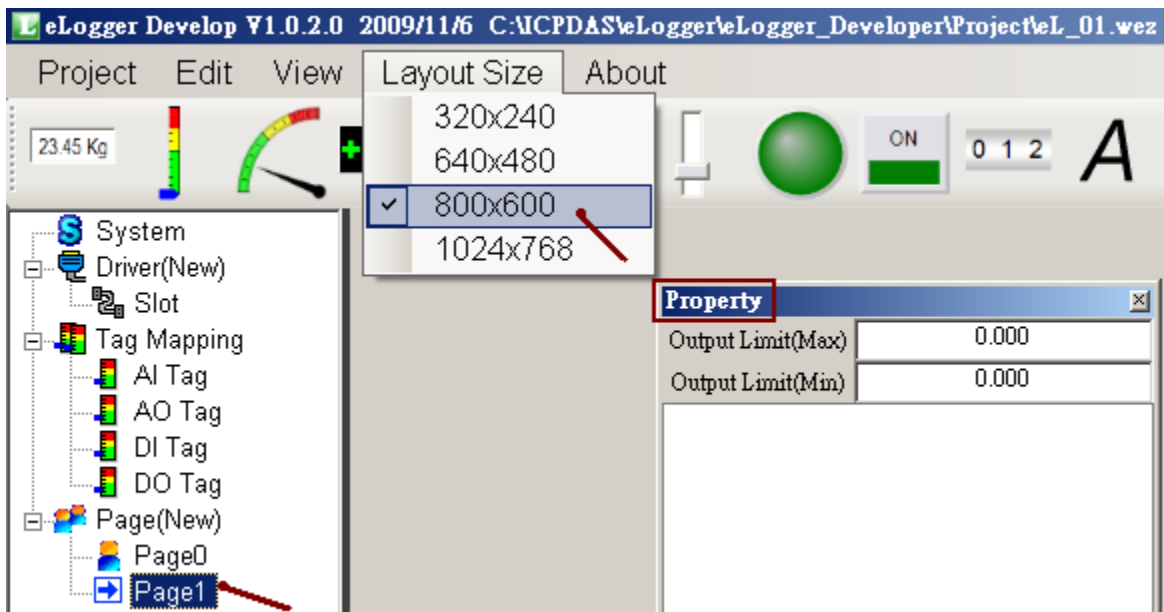 eLogger Develop V1.0.2.0 2009/11/6 C:\ICPDAS\eLogger\eLogger_Developer\Project\eL_01.wez
Project Edit View Layout Size About
320x240
640x480
800x600
1024x768
23.45 Kg
ON
0 1 2
A
System
Driver(New)
Slot
Tag Mapping
AI Tag
AO Tag
DI Tag
DO Tag
Page(New)
Page0
Page1
Property
Output Limit(Max) 0.000
Output Limit(Min) 0.000